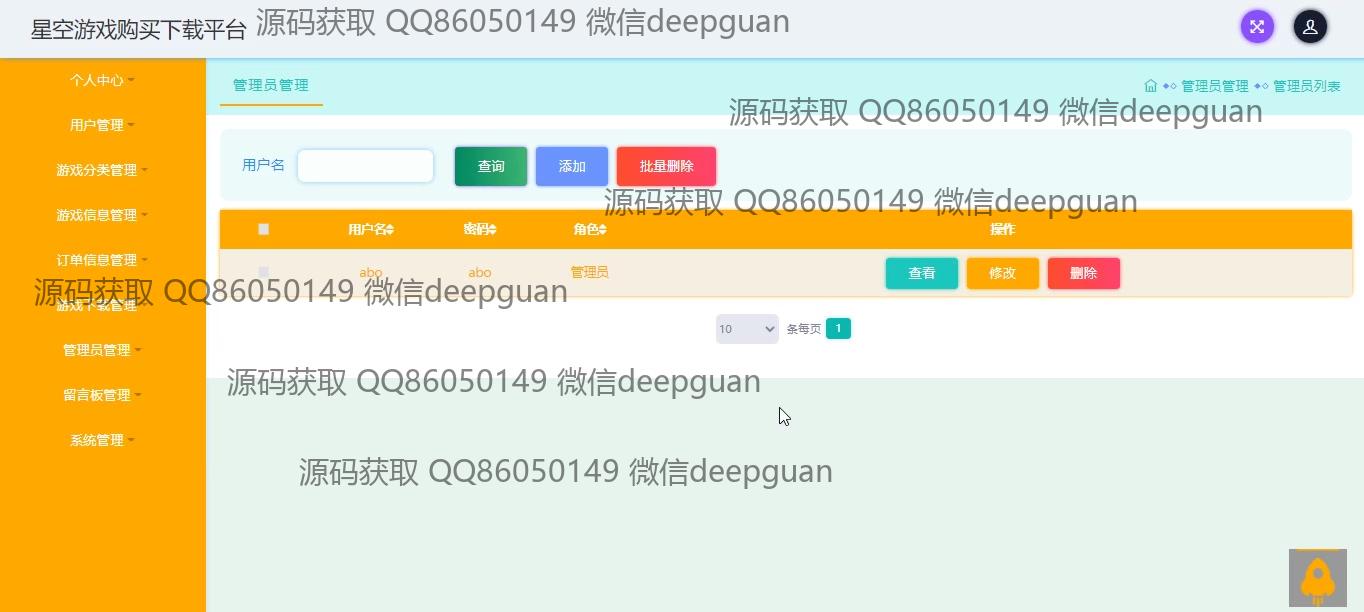 星空游戏购买下载平台
源码获取 QQ86050149 微信deepguan
个人中心
用户管理
游戏分类管理
游戏信息管理
订单信息管理
游戏下载管理
管理员管理
留言板管理
系统管理
管理员管理
管理员管理 管理员列表
源码获取 QQ86050149 微信deepguan
用户名 查询 添加 批量删除
源码获取 QQ86050149 微信deepguan
用户名 密码 角色 操作
abo abo 管理员 查看 修改 删除
源码获取 QQ86050149 微信deepguan
10 条每页 1
源码获取 QQ86050149 微信deepguan
源码获取 QQ86050149 微信deepguan